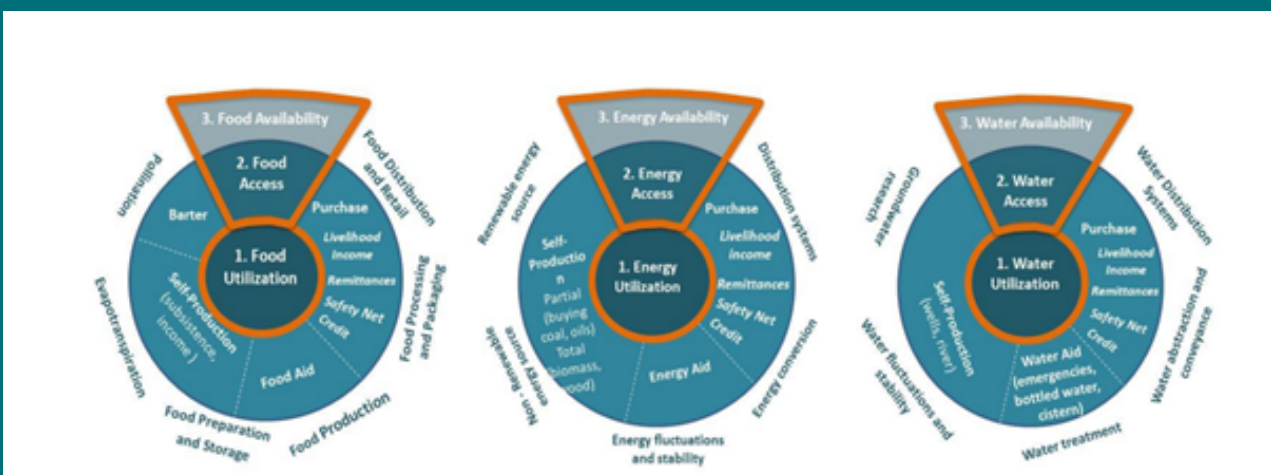 3. Food Availability
2. Food
Access
1. Food
Utilization
Purchase
Livelihood
Income
Remittances
Safety Net
Credit
Food Aid
Self-Production
(subsistence,
income )
Barter
Pollination
Food Distribution
and Retail
Food Processing
and Packaging
Food Production
Food Preparation
and Storage
Evapotranspiration
3. Energy Availability
2. Energy
Access
1. Energy
Utilization
Purchase
Livelihood
income
Remittances
Safety Net
Credit
Energy Aid
Self-
Productio
n
Partial
(buying
coal, oils)
Total
(biomass,
wood)
Renewable energy
source
Distribution systems
Energy conversion
Energy fluctuations
and stability
Non - Renewable
energy source
3. Water Availability
2. Water
Access
1. Water
Utilization
Purchase
Livelihood
Income
Remittances
Safety Net
Credit
Water Aid
(emergencies,
bottled water,
cistern)
Self-Production
(wells, river)
Groundwater
research
Water Distribution
Systems
Water abstraction and
conveyance
Water treatment
Water fluctuations and
stability